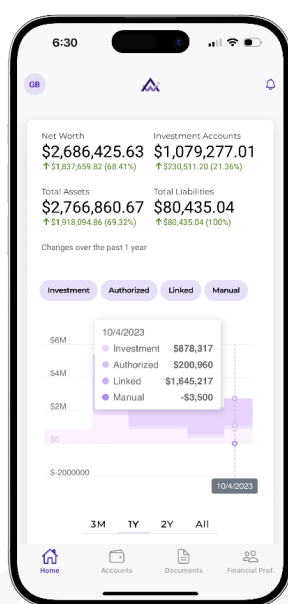 6:30
GB
Net Worth Investment Accounts
$2,686,425.63 $1,079,277.01
↑$1,837,659.82 (68.41%) ↑$230,511.20 (21.36%)
Total Assets Total Liabilities
$2,766,860.67 $80,435.04
↑$1,918,094.86 (69.32%) ↑$80,435.04 (100%)
Changes over the past 1 year
Investment Authorized Linked Manual
10/4/2023
Investment $878,317
Authorized $200,960
Linked $1,645,217
Manual -$3,500
$6M
$4M
$2M
$0
$-2000000
10/4/2023
3M 1Y 2Y All
Home Accounts Documents Financial Prof.